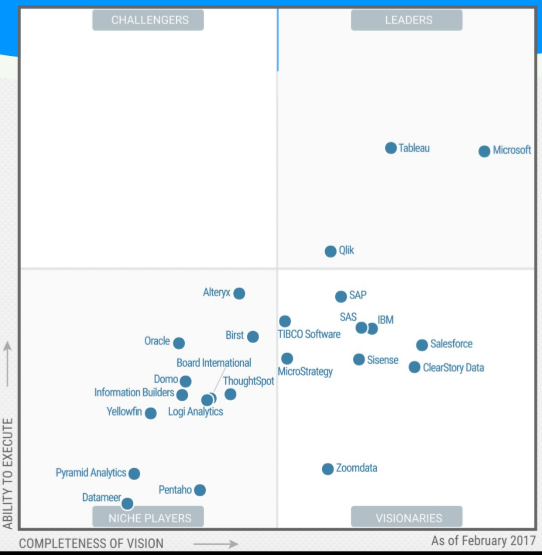 CHALLENGERS
LEADERS
Tableau
Microsoft
Qlik
Alteryx
SAP
SAS
IBM
TIBCO Software
Birst
Oracle
Salesforce
Board International
Sisense
MicroStrategy
ClearStory Data
Domo
ThoughtSpot
Information Builders
Yellowfin
Logi Analytics
Pyramid Analytics
Zoomdata
Pentaho
Datameer
NICHE PLAYERS
VISIONARIES
ABILITY TO EXECUTE
COMPLETENESS OF VISION
As of February 2017